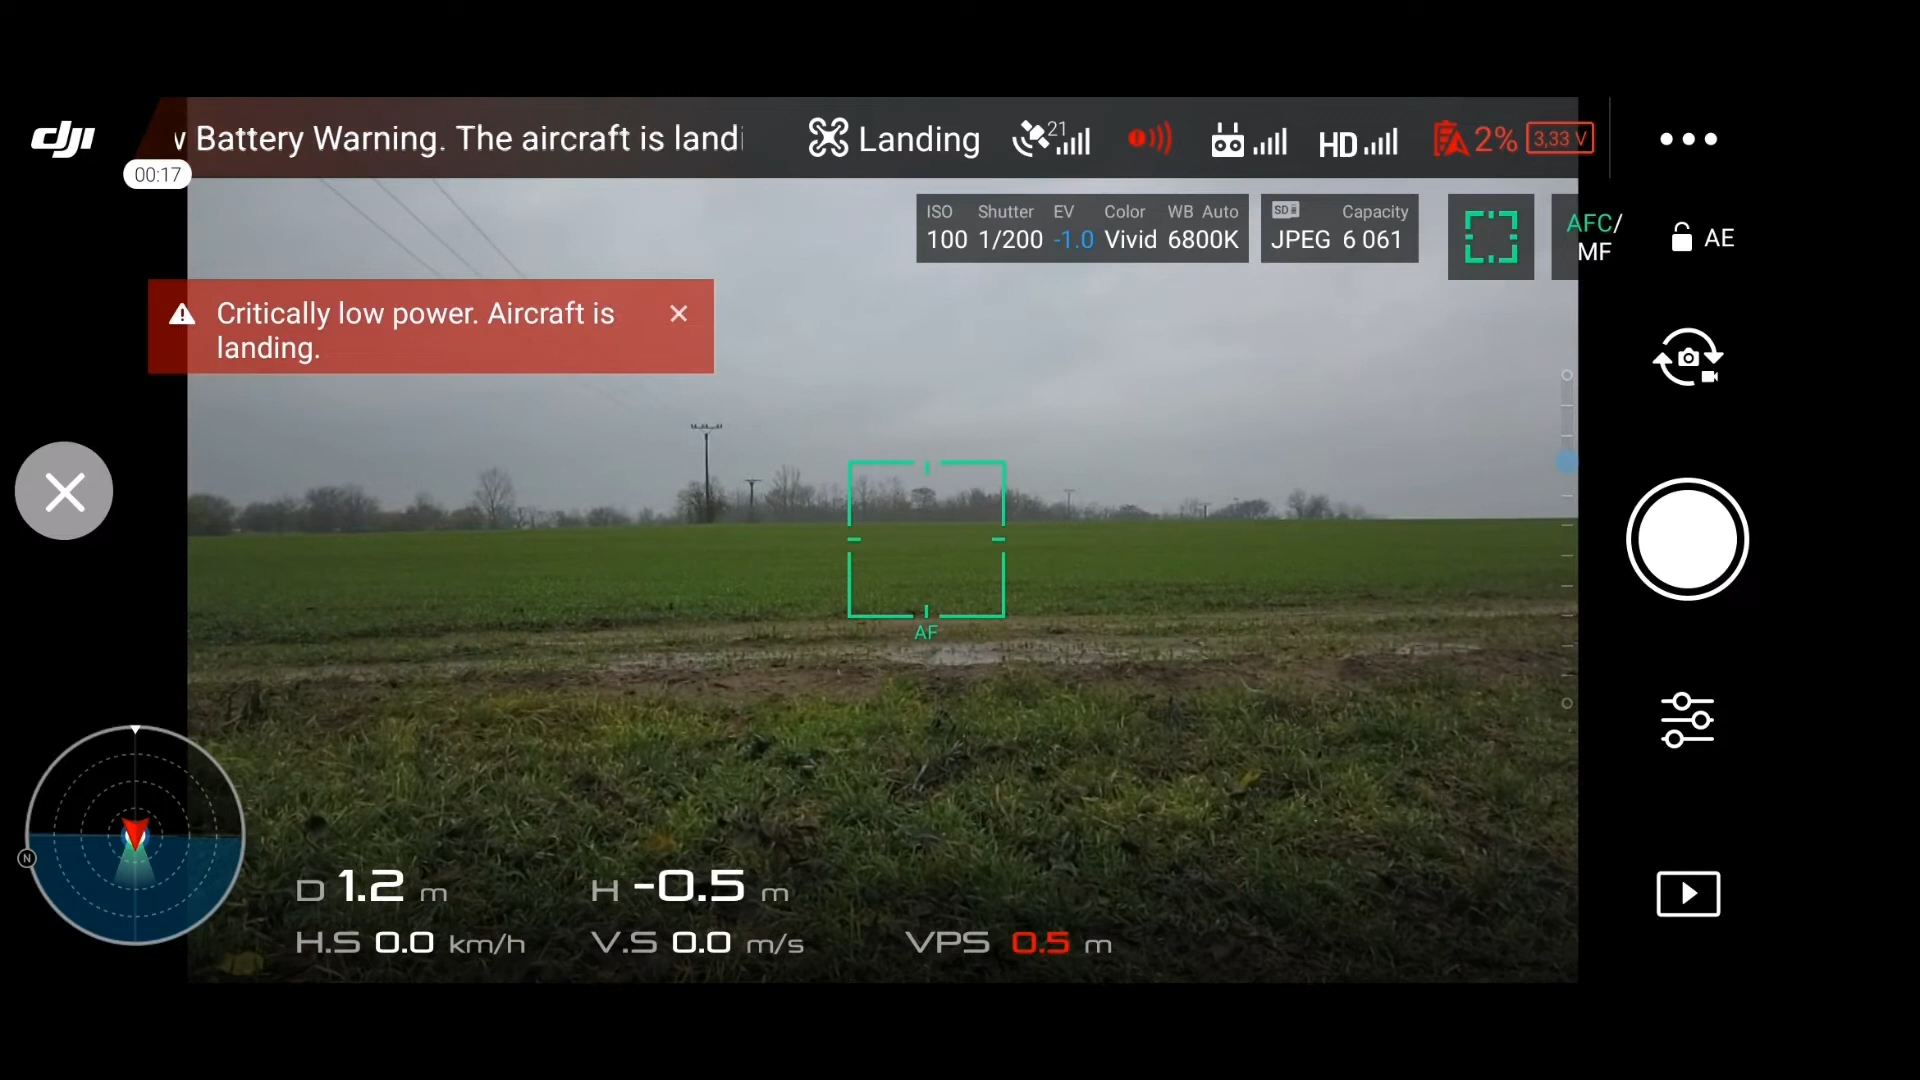 dji
v Battery Warning. The aircraft is landi
Landing
21
HD
2%
3,33 V
00:17
ISO Shutter EV Color WB Auto
100 1/200 -1.0 Vivid 6800K
SD Capacity
JPEG 6 061
AFC/
MF
AE
Critically low power. Aircraft is
landing.
AF
N
D 1.2 m H -0.5 m
H.S 0.0 km/h V.S 0.0 m/s VPS 0.5 m